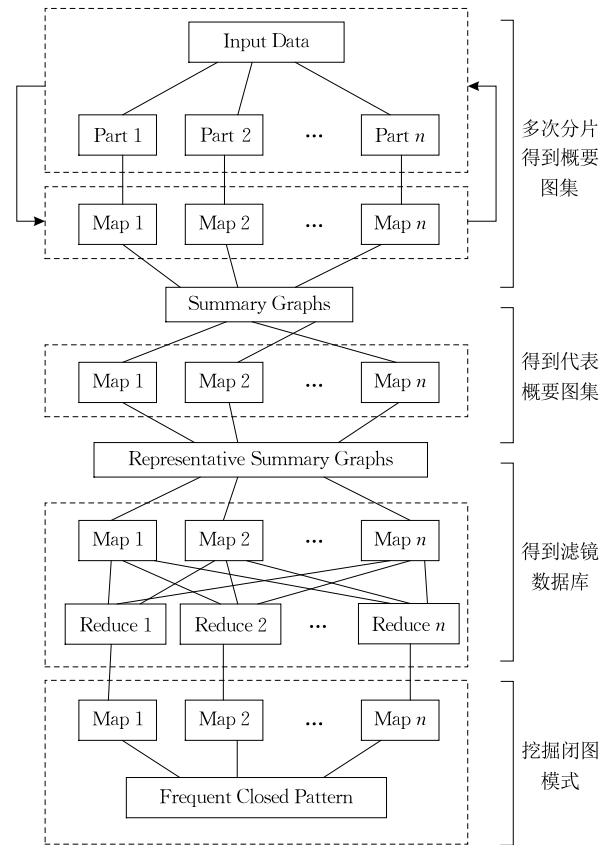 Input Data
Part 1 Part 2 ... Part n
多次分片
得到概要
图集
Map 1 Map 2 ... Map n
Summary Graphs
Map 1 Map 2 ... Map n
得到代表
概要图集
Representative Summary Graphs
Map 1 Map 2 ... Map n
得到滤镜
数据库
Reduce 1 Reduce 2 ... Reduce n
Map 1 Map 2 ... Map n
挖掘闭图
模式
Frequent Closed Pattern